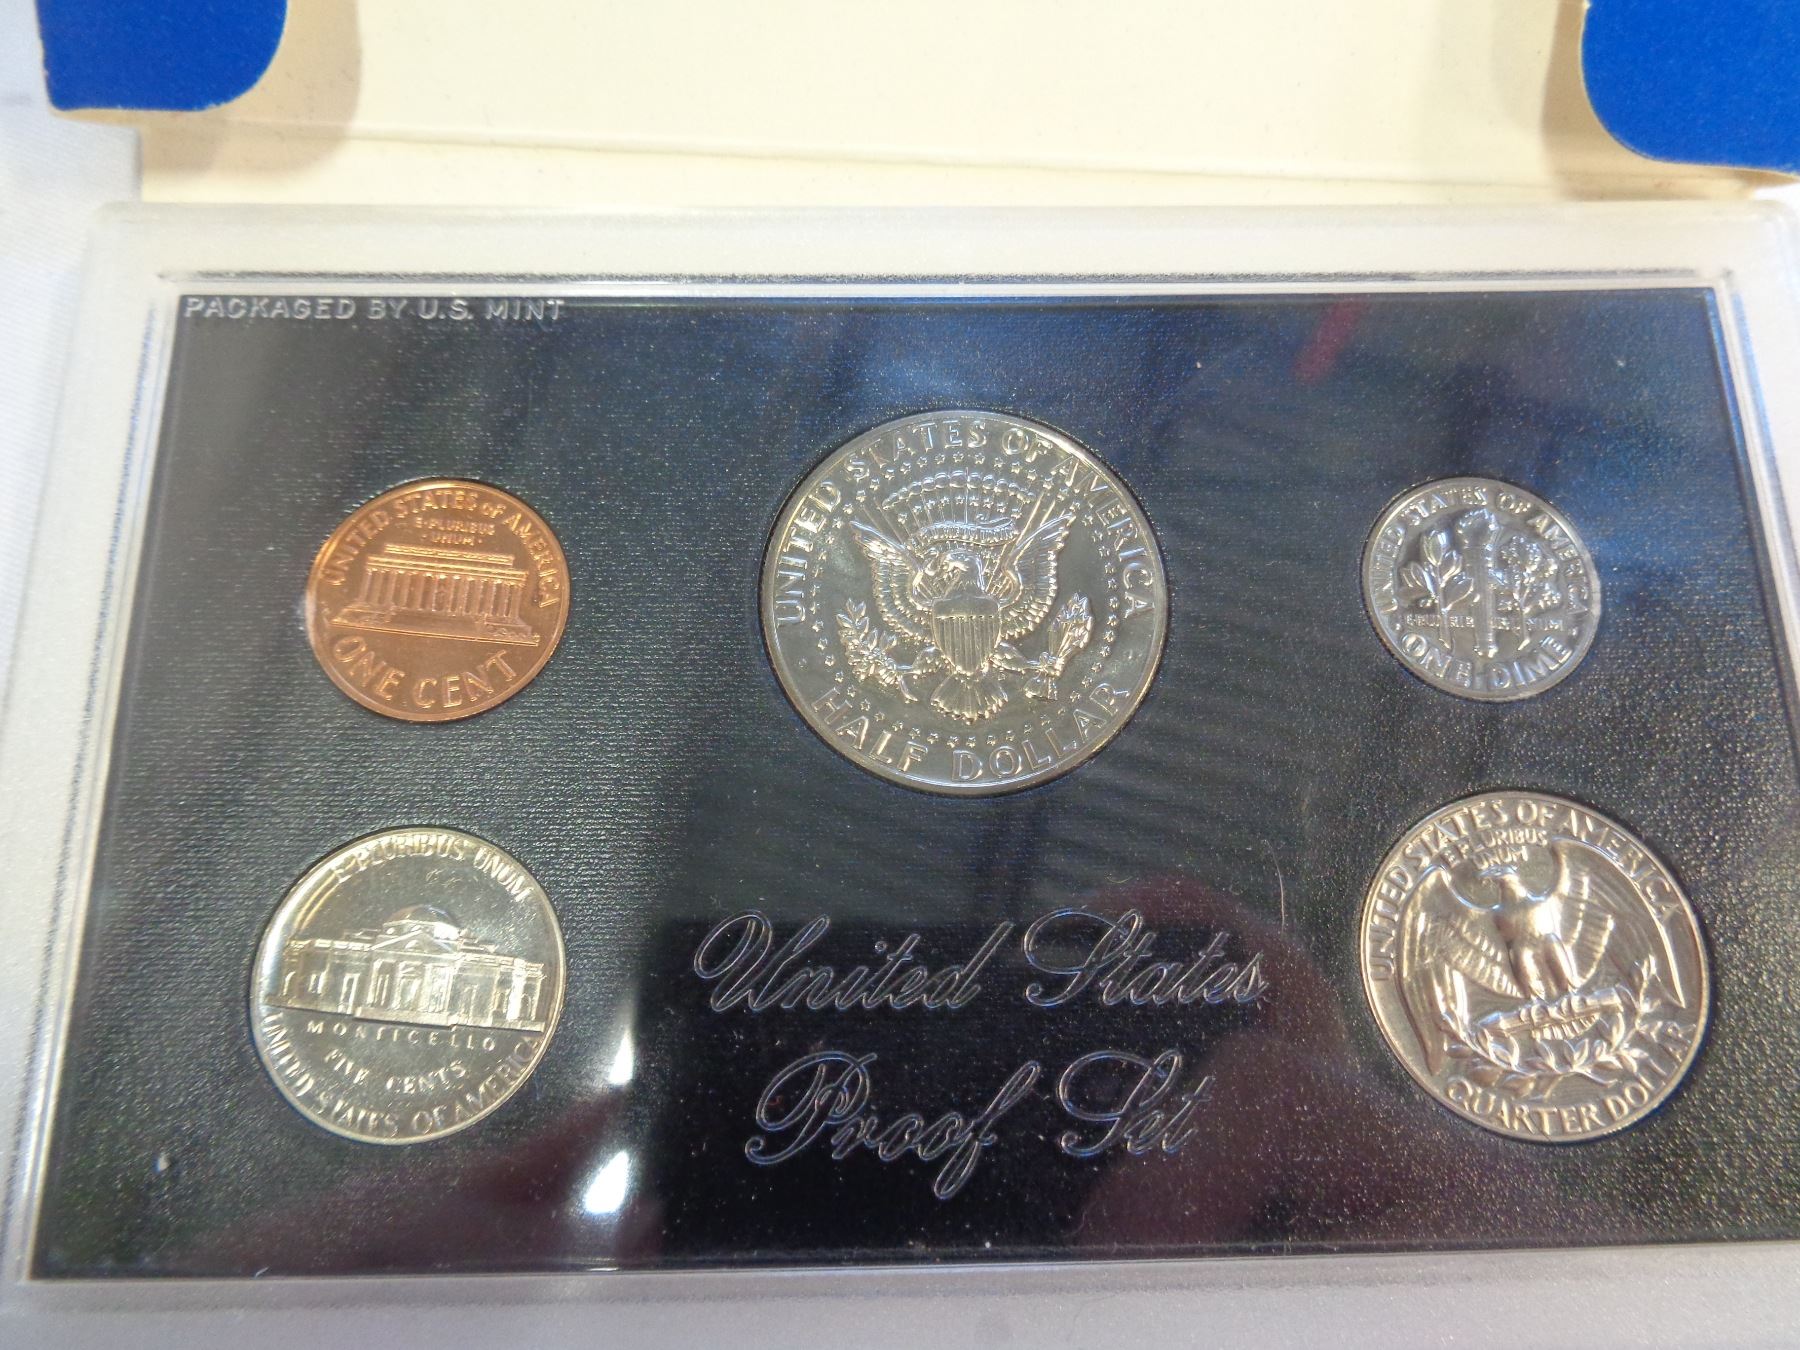 PACKAGED BY U.S. MINT
UNITED STATES OF AMERICA
E·PLURIBUS
·UNUM·
ONE CENT
UNITED STATES OF AMERICA
HALF DOLLAR
UNITED STATES OF AMERICA
·ONE DIME·
E PLURIBUS UNUM
MONTICELLO
FIVE CENTS
UNITED STATES OF AMERICA
UNITED STATES OF AMERICA
E PLURIBUS
UNUM
QUARTER DOLLAR
United States
Proof Set